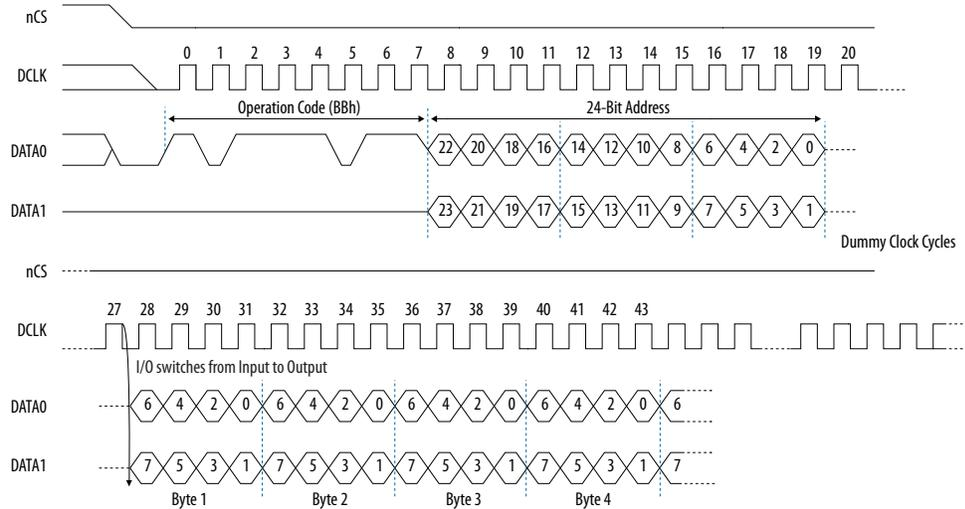 nCS
0 1 2 3 4 5 6 7 8 9 10 11 12 13 14 15 16 17 18 19 20
DCLK
Operation Code (BBh) 24-Bit Address
DATA0 22 20 18 16 14 12 10 8 6 4 2 0
DATA1 23 21 19 17 15 13 11 9 7 5 3 1
Dummy Clock Cycles
nCS
27 28 29 30 31 32 33 34 35 36 37 38 39 40 41 42 43
DCLK
I/O switches from Input to Output
DATA0 6 4 2 0 6 4 2 0 6 4 2 0 6 4 2 0 6
DATA1 7 5 3 1 7 5 3 1 7 5 3 1 7 5 3 1 7
Byte 1 Byte 2 Byte 3 Byte 4